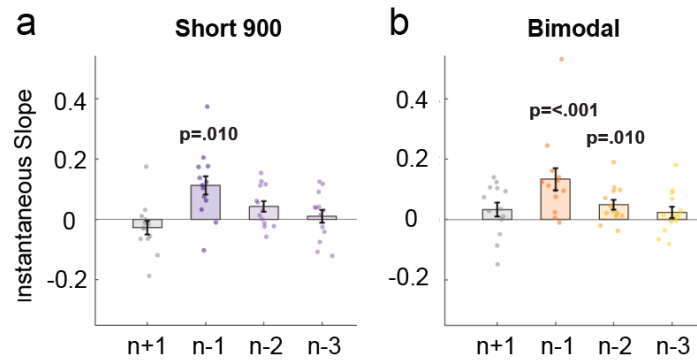 a
Short 900
b
Bimodal
Instantaneous Slope
0.4
0.2
0
-0.2
p=.010
n+1
n-1
n-2
n-3
0.4
0.2
0
-0.2
p=<.001
p=.010
n+1
n-1
n-2
n-3